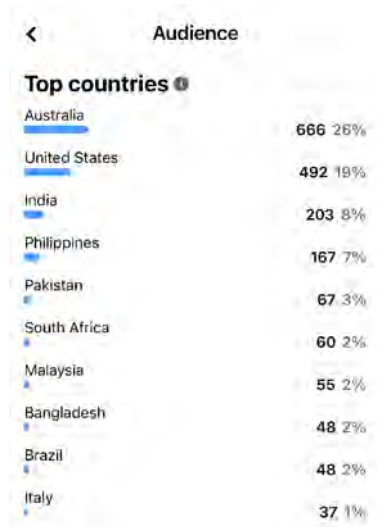 Audience
Top countries
Australia
666 26%
United States
492 19%
India
203 8%
Philippines
167 7%
Pakistan
67 3%
South Africa
60 2%
Malaysia
55 2%
Bangladesh
48 2%
Brazil
48 2%
Italy
37 1%